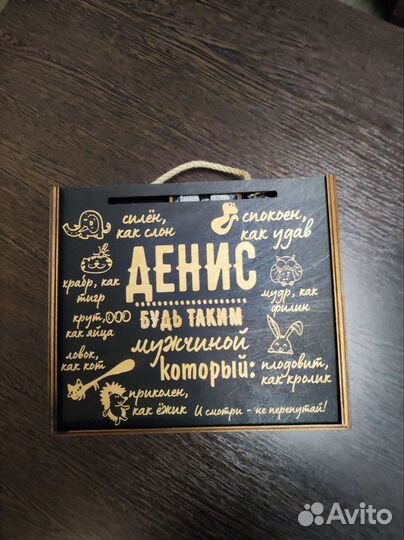 силён,
как слон
спокоен,
как удав
ДЕНИС
храбр, как
тигр
мудр, как
филин
крут,
как яйца
БУДЬ ТАКИМ
мужчиной
который:
ловок,
как кот
плодовит,
как кролик
приколен,
как ёжик
И смотри - не перепутай!
Avito